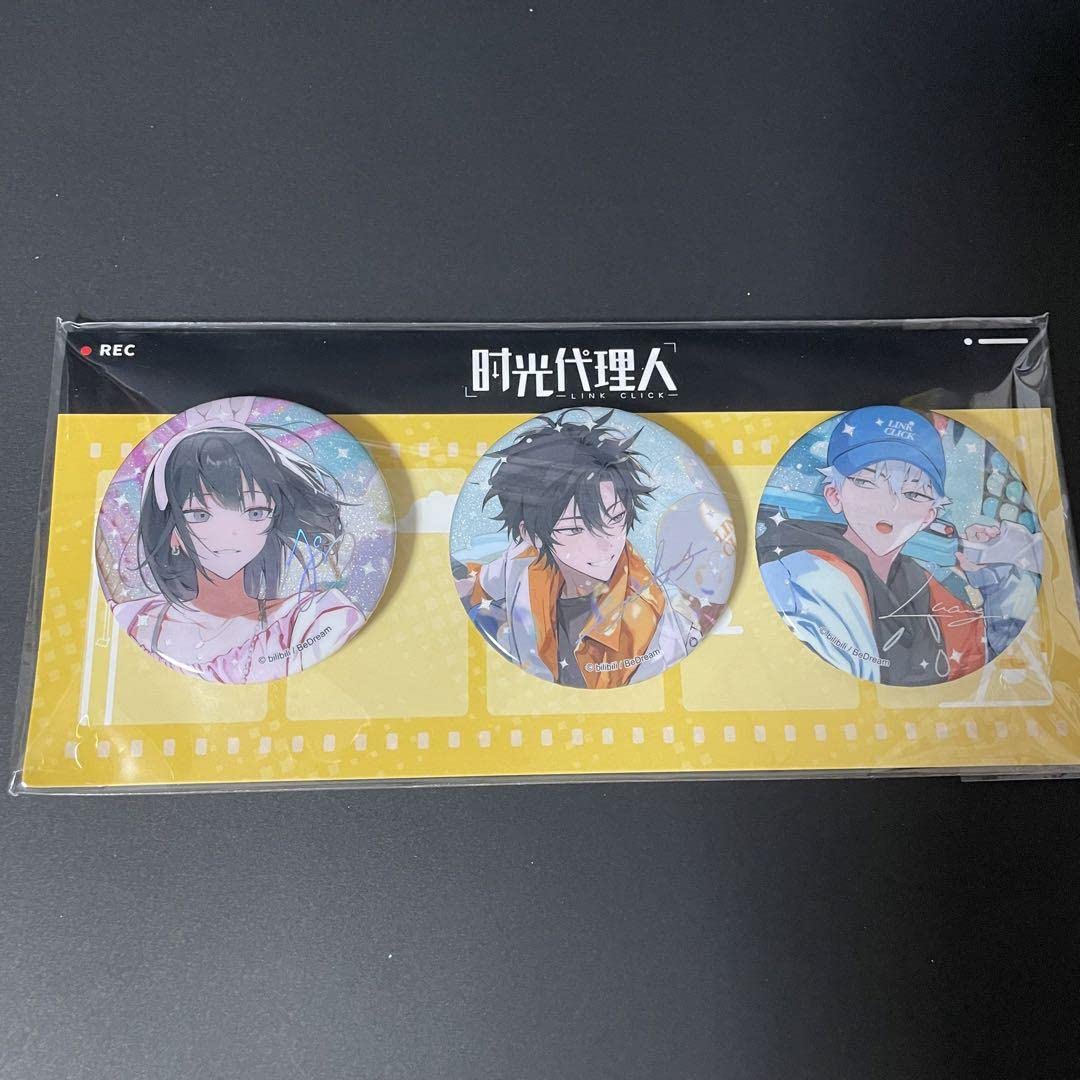 REC
时光代理人
LINK CLICK
LINK
CLICK
© bilibili / BeDream
© bilibili / BeDream
© bilibili / BeDream